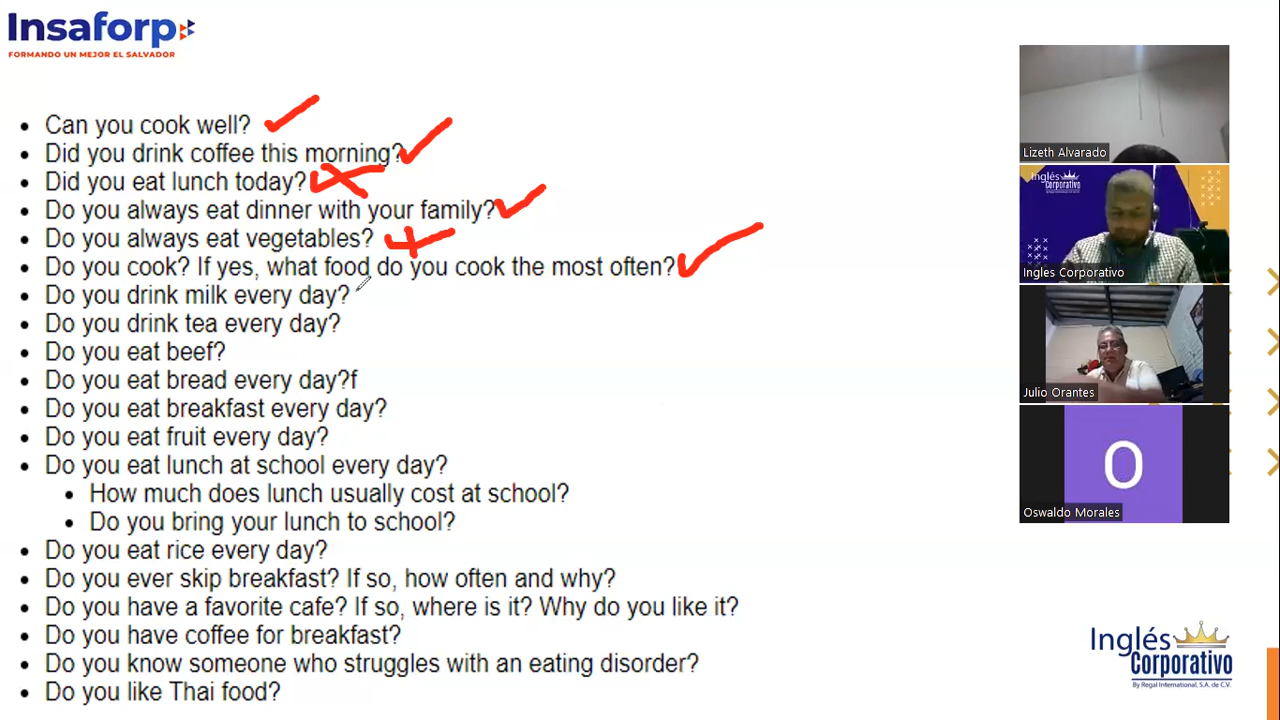 Insaforp
FORMANDO UN MEJOR EL SALVADOR
Can you cook well?
Did you drink coffee this morning?
Did you eat lunch today?
Do you always eat dinner with your family?
Do you always eat vegetables?
Do you cook? If yes, what food do you cook the most often?
Do you drink milk every day?
Do you drink tea every day?
Do you eat beef?
Do you eat bread every day?f
Do you eat breakfast every day?
Do you eat fruit every day?
Do you eat lunch at school every day?
How much does lunch usually cost at school?
Do you bring your lunch to school?
Do you eat rice every day?
Do you ever skip breakfast? If so, how often and why?
Do you have a favorite cafe? If so, where is it? Why do you like it?
Do you have coffee for breakfast?
Do you know someone who struggles with an eating disorder?
Do you like Thai food?
Lizeth Alvarado
Inglés
Corporativo
Ingles Corporativo
Julio Orantes
O
Oswaldo Morales
Inglés
Corporativo
By Regal International, S.A. de C.V.